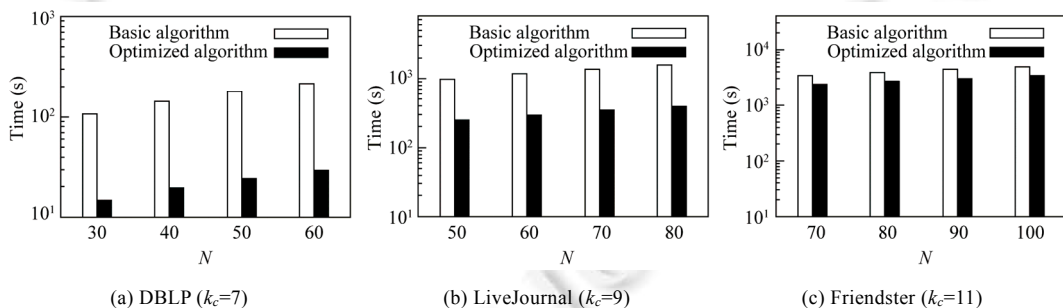 10³
10²
10¹
Time (s)
Basic algorithm
Optimized algorithm
30 40 50 60
N
(a) DBLP (k_c=7)
10³
10²
10¹
Time (s)
Basic algorithm
Optimized algorithm
50 60 70 80
N
(b) LiveJournal (k_c=9)
10⁴
10³
10²
10¹
Time (s)
Basic algorithm
Optimized algorithm
70 80 90 100
N
(c) Friendster (k_c=11)